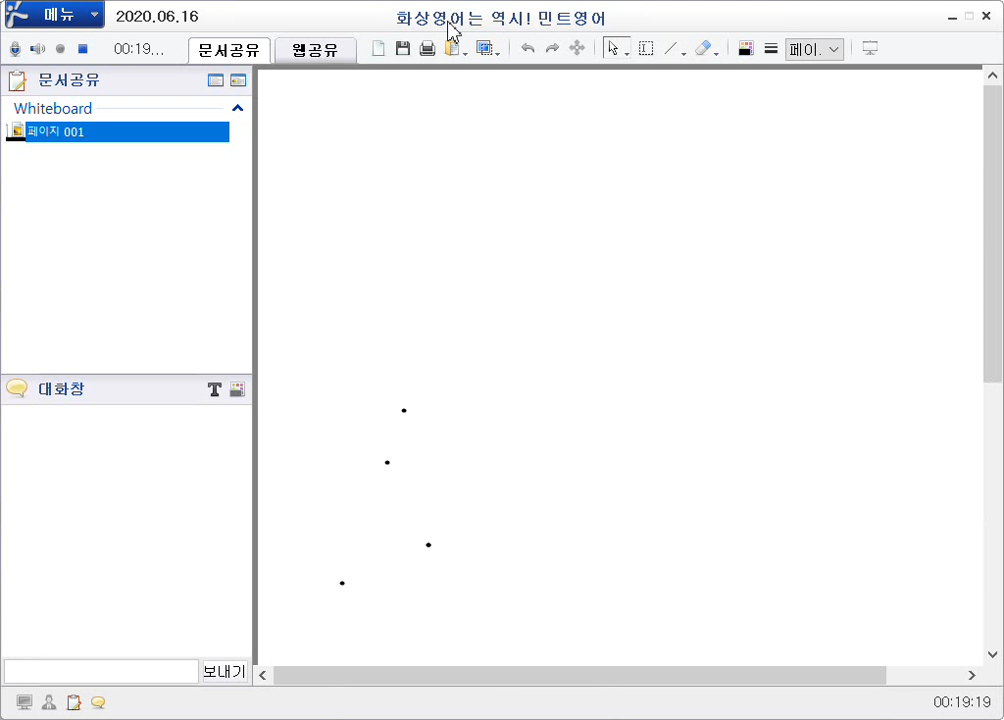 메뉴 2020.06.16 화상영어는 역시! 민트영어
00:19... 문서공유 웹공유 T 페이.
문서공유
Whiteboard
페이지 001
대화창 T
보내기
00:19:19